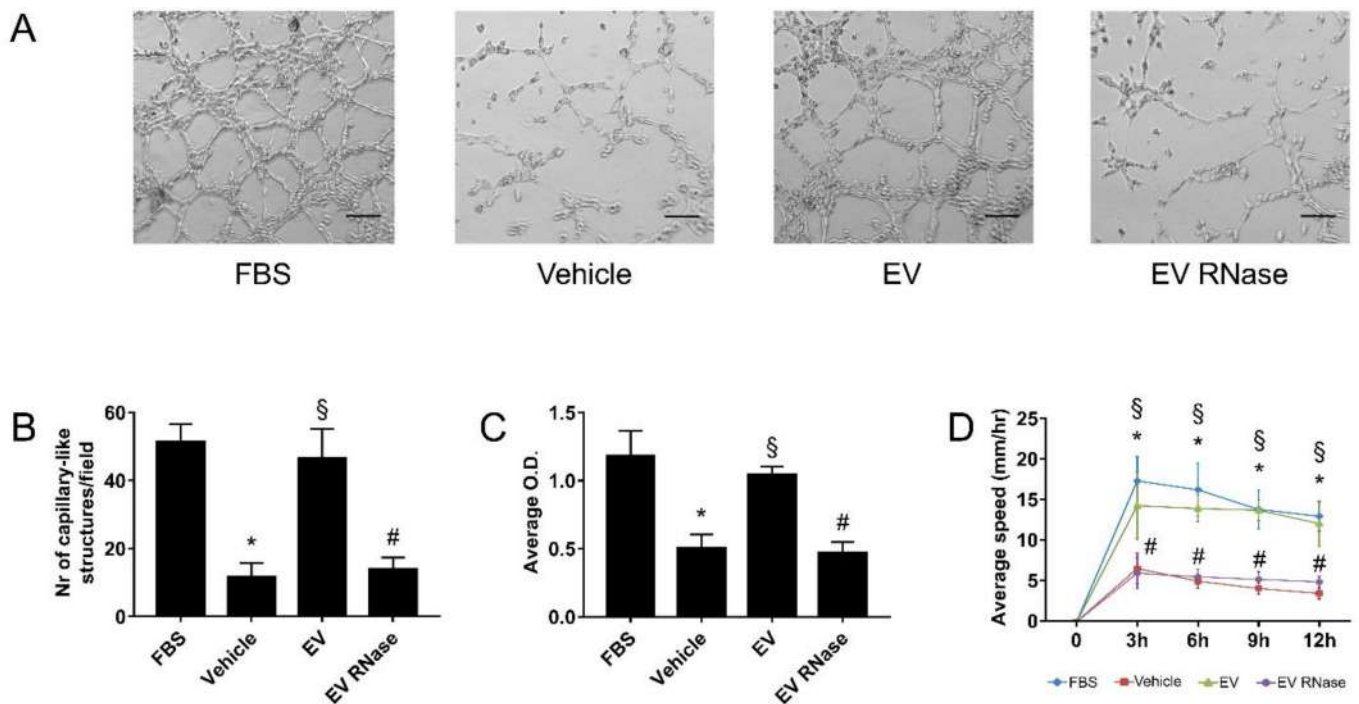 A
FBS
Vehicle
EV
EV RNase
B
Nr of capillary-like
structures/field
60
40
20
0
§
*
#
FBS
Vehicle
EV
EV RNase
C
Average O.D.
1.5
1.0
0.5
0.0
§
*
#
FBS
Vehicle
EV
EV RNase
D
Average speed (mm/hr)
25
20
15
10
5
0
§ § § §
* * * *
# # # #
0 3h 6h 9h 12h
FBS Vehicle EV EV RNase